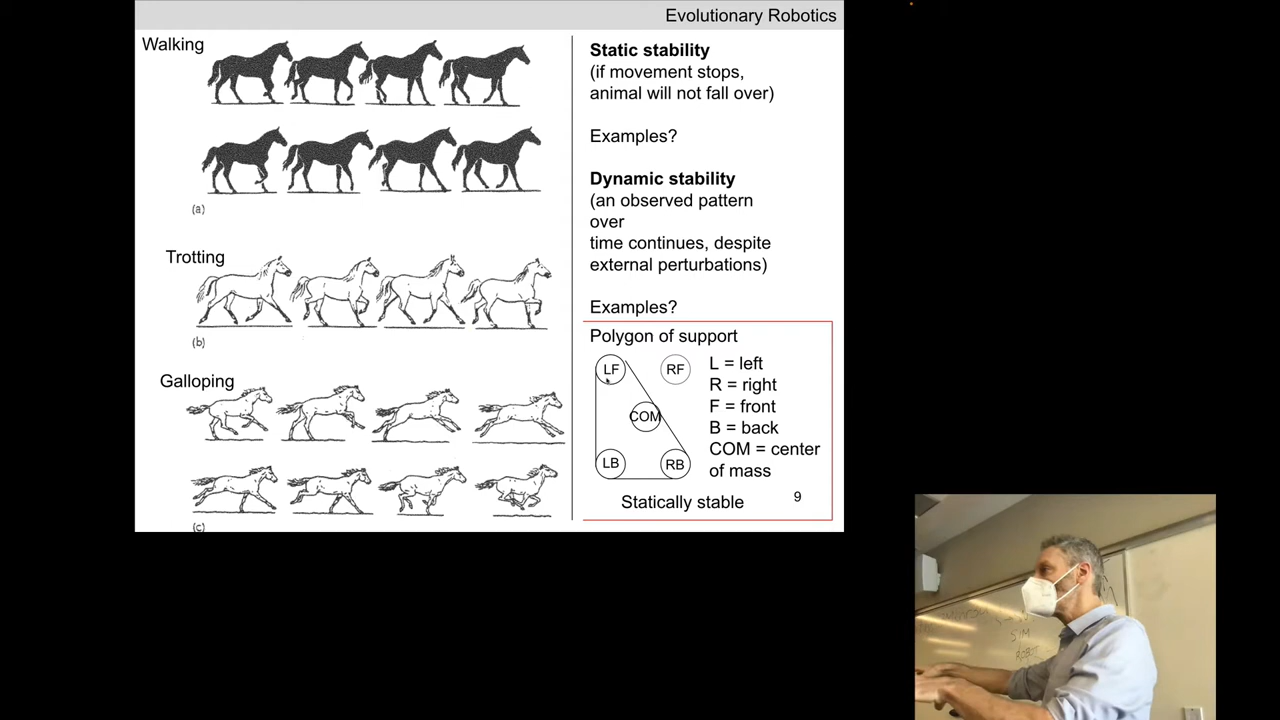 Evolutionary Robotics
Walking
(a)
Trotting
(b)
Galloping
(c)
Static stability
(if movement stops,
animal will not fall over)
Examples?
Dynamic stability
(an observed pattern
over
time continues, despite
external perturbations)
Examples?
Polygon of support
LF
RF
COM
LB
RB
L = left
R = right
F = front
B = back
COM = center
of mass
Statically stable
9
SYM
ROBOT